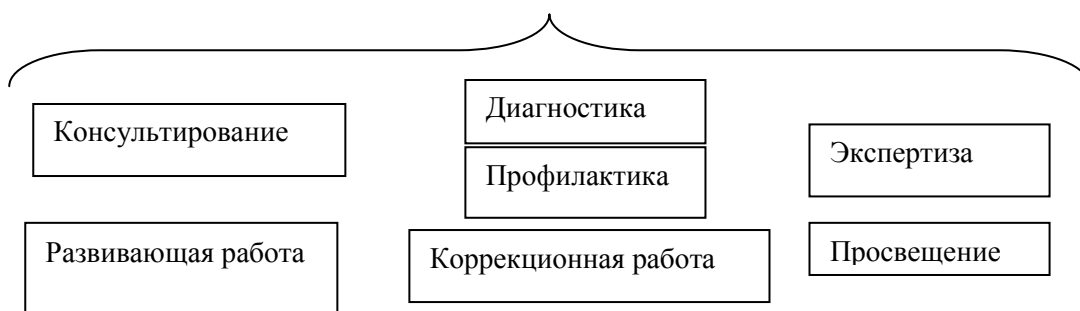 Консультирование
Диагностика
Профилактика
Экспертиза
Развивающая работа
Коррекционная работа
Просвещение